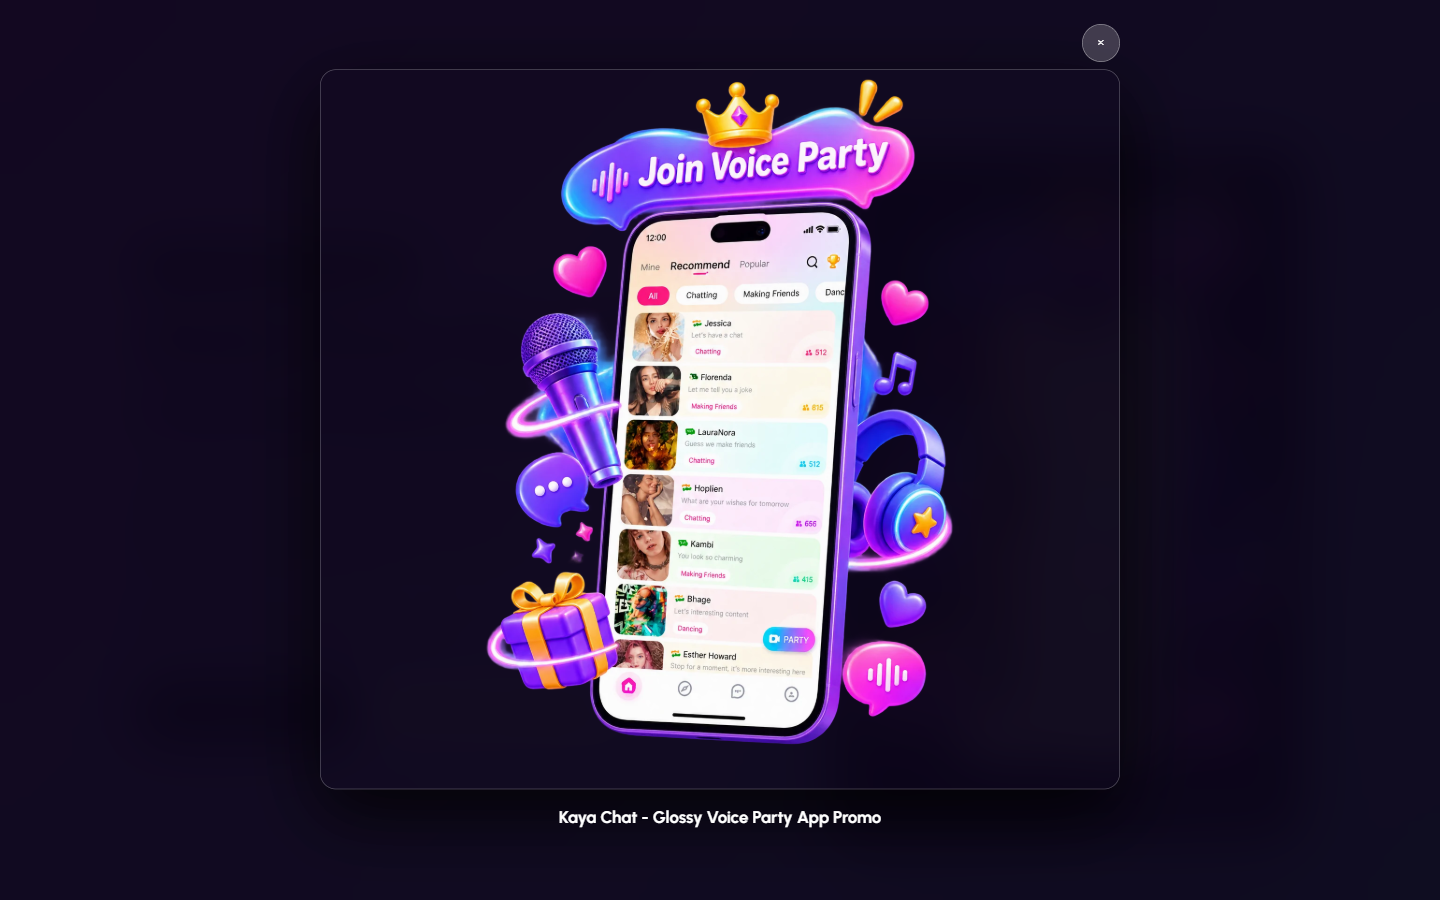 ×
Join Voice Party
12:00
Mine Recommend Popular
All Chatting Making Friends Danc
Jessica
Let's have a chat
Chatting 512
Florenda
Let me tell you a joke
Making Friends 815
LauraNora
Guess we make friends
Chatting 512
Hoplien
What are your wishes for tomorrow
Chatting 656
Kambi
You look so charming
Making Friends 415
Bhage
Let's interesting content
Dancing
PARTY
Esther Howard
Stop for a moment, it's more interesting here
Kaya Chat - Glossy Voice Party App Promo